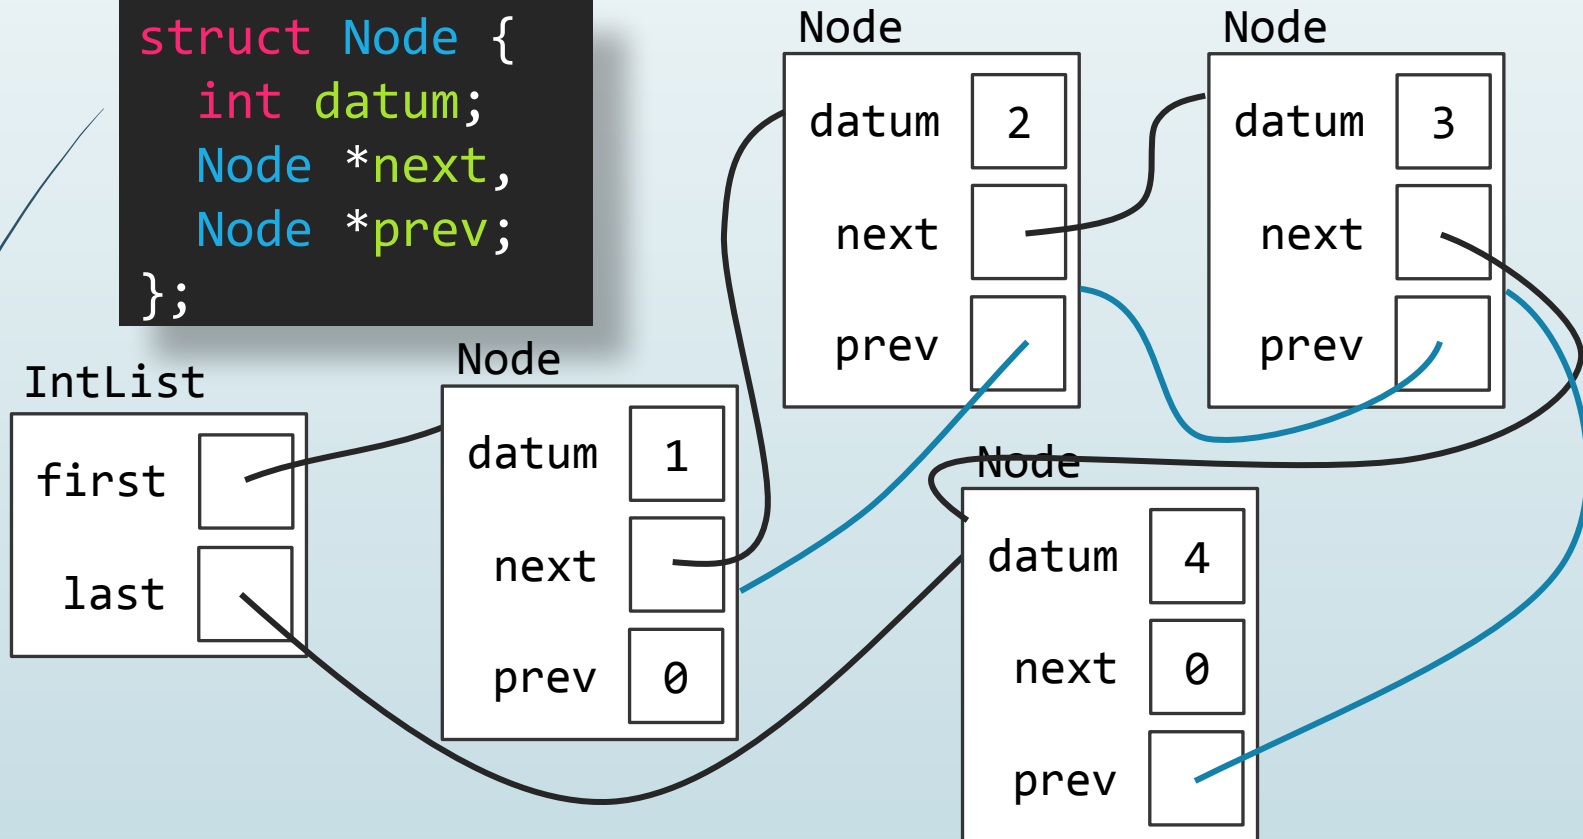 struct Node {
  int datum;
  Node *next,
  Node *prev;
};
IntList
first
last
Node
datum 1
next
prev 0
Node
datum 2
next
prev
Node
datum 3
next
prev
Node
datum 4
next 0
prev